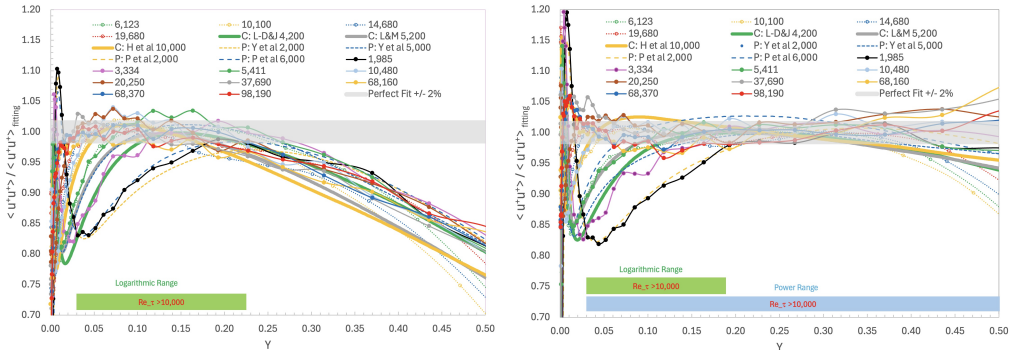 6,123 10,100 14,680
19,680 C: L-D&J 4,200 C: L&M 5,200
C: H et al 10,000 P: Y et al 2,000 P: Y et al 5,000
P: P et al 2,000 P: P et al 6,000 1,985
3,334 5,411 10,480
20,250 37,690 68,160
68,370 98,190 Perfect Fit +/- 2%
1.20
1.15
1.10
1.05
1.00
0.95
0.90
0.85
0.80
0.75
0.70
< u⁺u⁺> / < u⁺u⁺> fitting
Logarithmic Range
Re_τ >10,000
0.00 0.05 0.10 0.15 0.20 0.25 0.30 0.35 0.40 0.45 0.50
Y
6,123 10,100 14,680
19,680 C: L-D&J 4,200 C: L&M 5,200
C: H et al 10,000 P: Y et al 2,000 P: Y et al 5,000
P: P et al 2,000 P: P et al 6,000 1,985
3,334 5,411 10,480
20,250 37,690 68,160
68,370 98,190 Perfect Fit +/- 2%
1.20
1.15
1.10
1.05
1.00
0.95
0.90
0.85
0.80
0.75
0.70
< u⁺u⁺> / < u⁺u⁺> fitting
Logarithmic Range
Re_τ >10,000
Power Range
Re_τ >10,000
0.00 0.05 0.10 0.15 0.20 0.25 0.30 0.35 0.40 0.45 0.50
Y